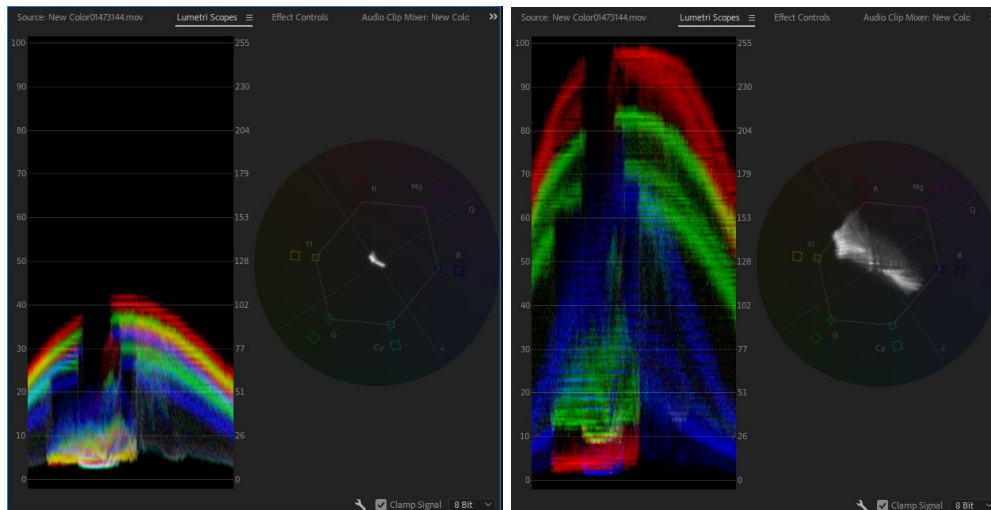 Source: New Color01473144.mov Lumetri Scopes Effect Controls Audio Clip Mixer: New Colc
100 255
90 230
80 204
70 179
60 153
50 128
40 102
30 77
20 51
10 26
0 0
R Mg
Q
Yl B
G
Cy
Clamp Signal 8 Bit
Source: New Color01473144.mov Lumetri Scopes Effect Controls Audio Clip Mixer: New Colc
100 255
90 230
80 204
70 179
60 153
50 128
40 102
30 77
20 51
10 26
0 0
R Mg
Q
Yl B
G
Cy
Clamp Signal 8 Bit